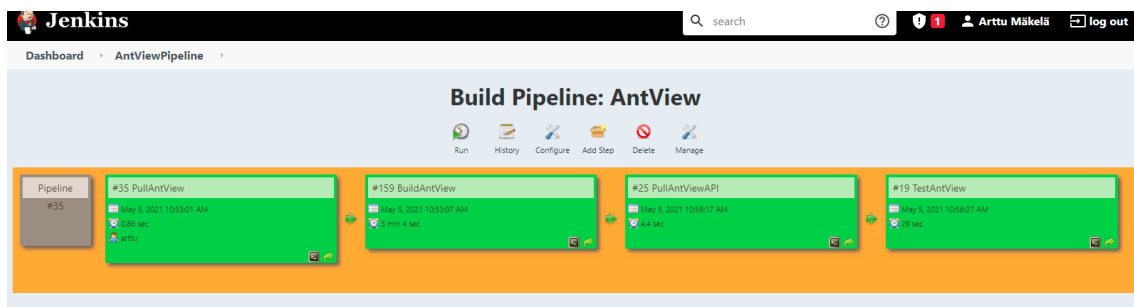 Jenkins
search
1
Arttu Mäkelä
log out
Dashboard
AntViewPipeline
Build Pipeline: AntView
Run
History
Configure
Add Step
Delete
Manage
Pipeline
#35
#35 PullAntView
May 5, 2021 10:53:01 AM
0.86 sec
arttu
#159 BuildAntView
May 5, 2021 10:53:07 AM
3 min 4 sec
#25 PullAntViewAPI
May 5, 2021 10:56:17 AM
4.4 sec
#19 TestAntView
May 5, 2021 10:56:27 AM
29 sec